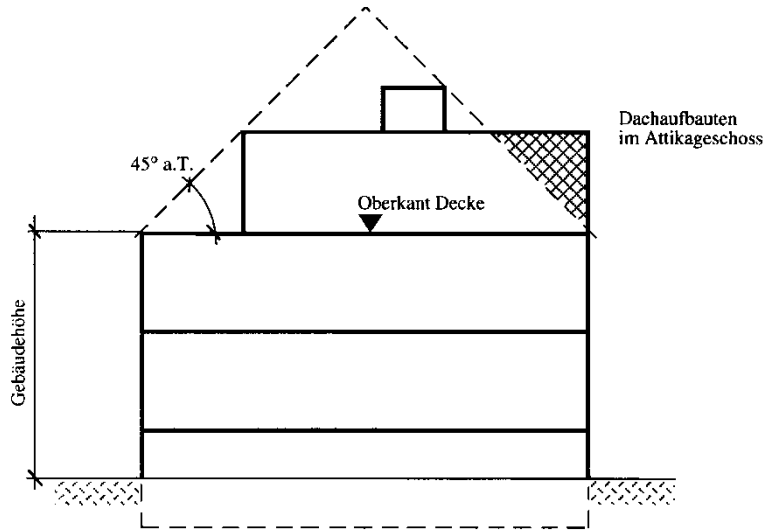 Dachaufbauten
im Attikageschoss
45° a.T.
Oberkant Decke
Gebäudehöhe